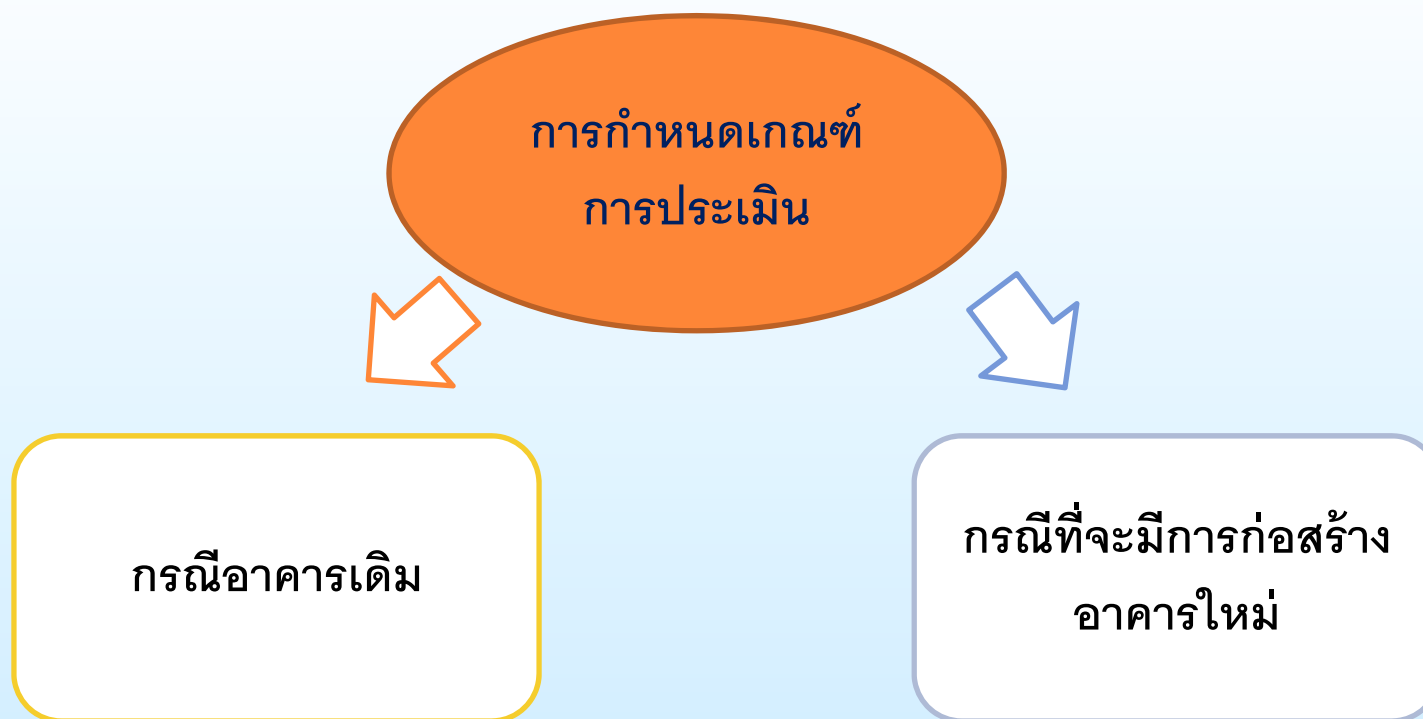 การกำหนดเกณฑ์
การประเมิน
กรณีอาคารเดิม
กรณีที่จะมีการก่อสร้าง
อาคารใหม่